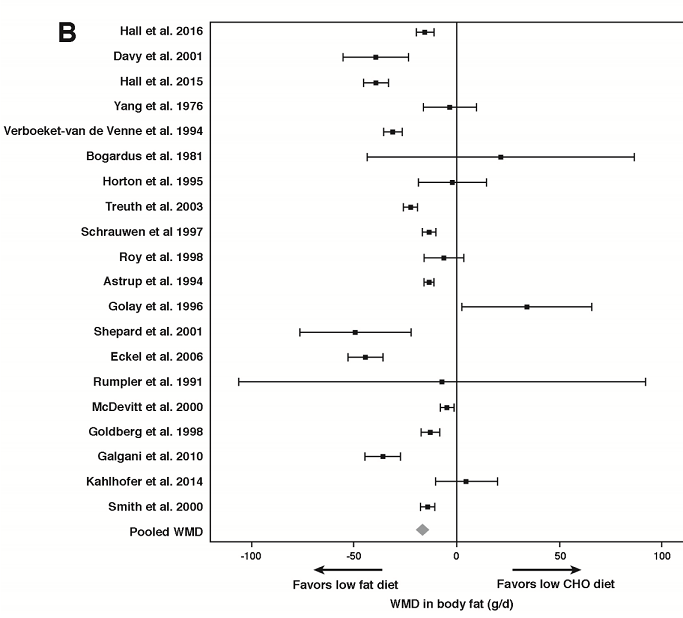 B
Hall et al. 2016
Davy et al. 2001
Hall et al. 2015
Yang et al. 1976
Verboeket-van de Venne et al. 1994
Bogardus et al. 1981
Horton et al. 1995
Treuth et al. 2003
Schrauwen et al 1997
Roy et al. 1998
Astrup et al. 1994
Golay et al. 1996
Shepard et al. 2001
Eckel et al. 2006
Rumpler et al. 1991
McDevitt et al. 2000
Goldberg et al. 1998
Galgani et al. 2010
Kahlhofer et al. 2014
Smith et al. 2000
Pooled WMD
-100 -50 0 50 100
Favors low fat diet Favors low CHO diet
WMD in body fat (g/d)